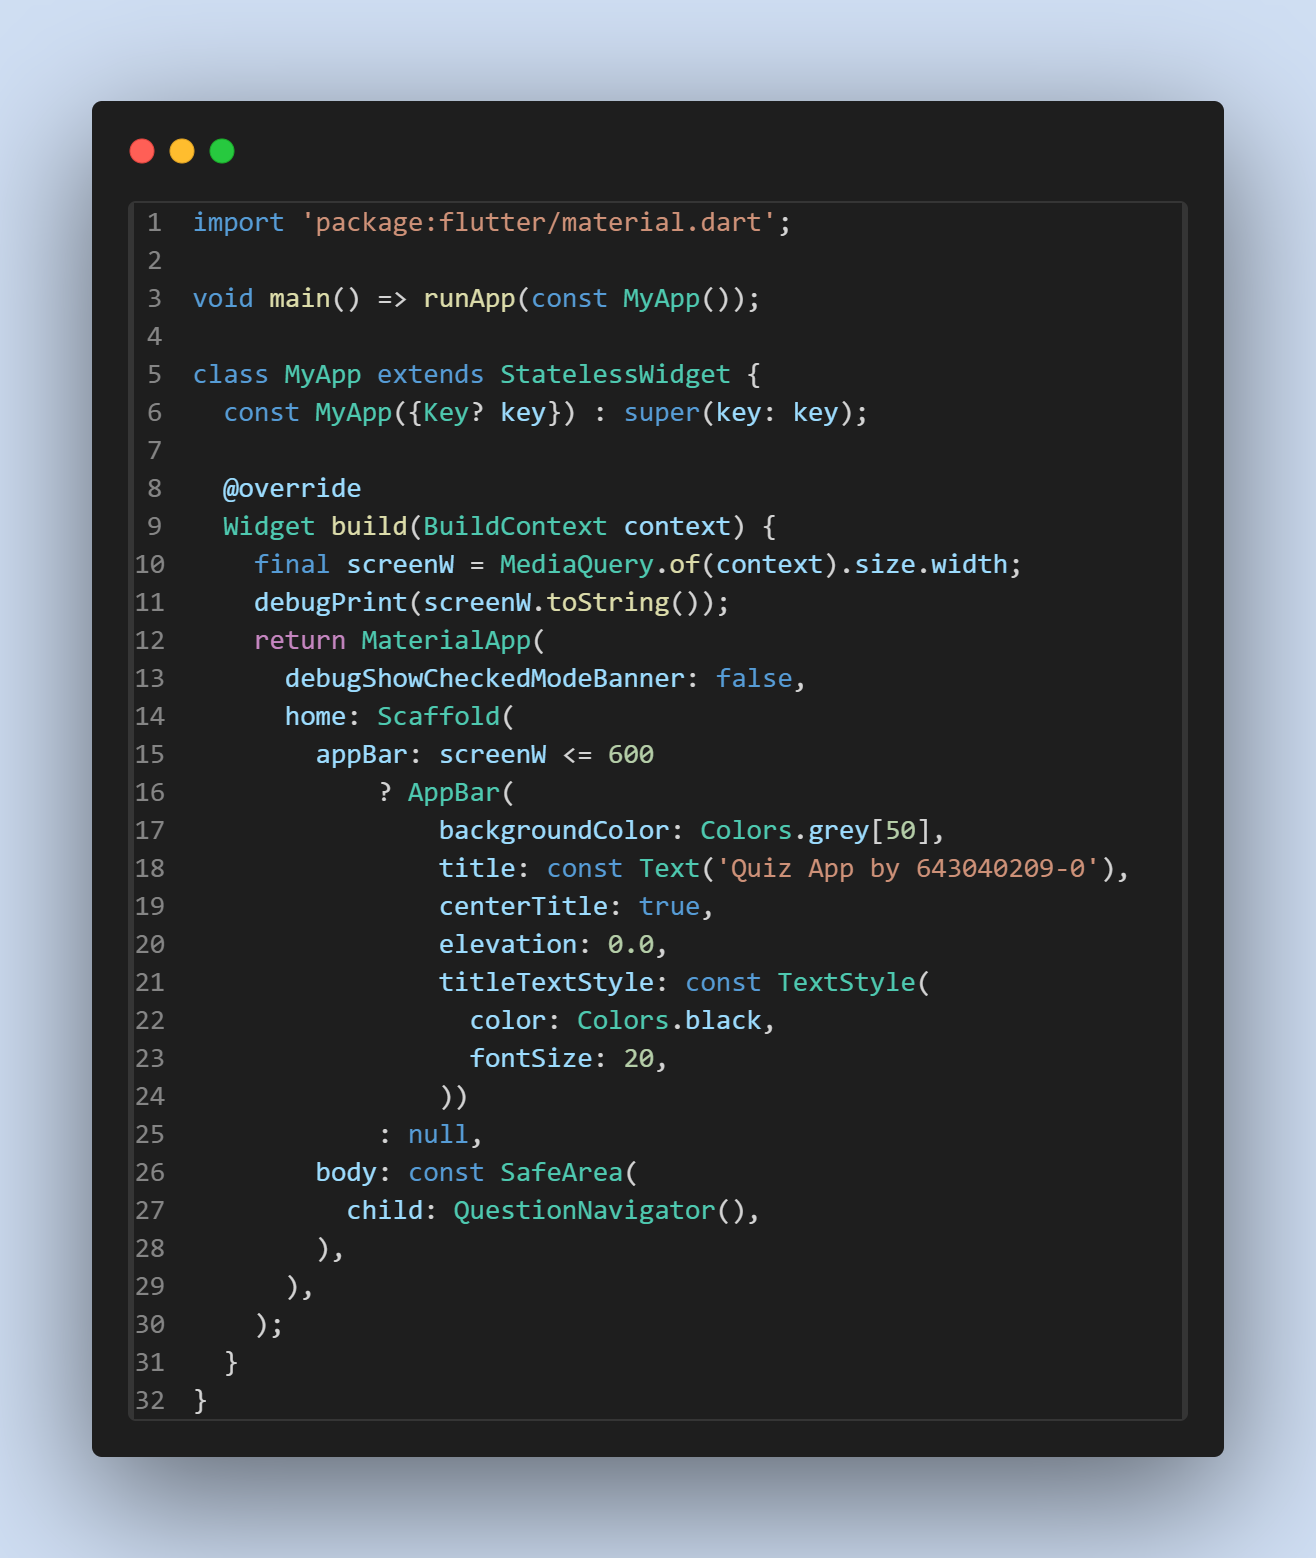 1 import 'package:flutter/material.dart';
2
3 void main() => runApp(const MyApp());
4
5 class MyApp extends StatelessWidget {
6   const MyApp({Key? key}) : super(key: key);
7
8   @override
9   Widget build(BuildContext context) {
10     final screenW = MediaQuery.of(context).size.width;
11     debugPrint(screenW.toString());
12     return MaterialApp(
13       debugShowCheckedModeBanner: false,
14       home: Scaffold(
15         appBar: screenW <= 600
16             ? AppBar(
17                 backgroundColor: Colors.grey[50],
18                 title: const Text('Quiz App by 643040209-0'),
19                 centerTitle: true,
20                 elevation: 0.0,
21                 titleTextStyle: const TextStyle(
22                   color: Colors.black,
23                   fontSize: 20,
24                 ))
25             : null,
26         body: const SafeArea(
27           child: QuestionNavigator(),
28         ),
29       ),
30     );
31   }
32 }